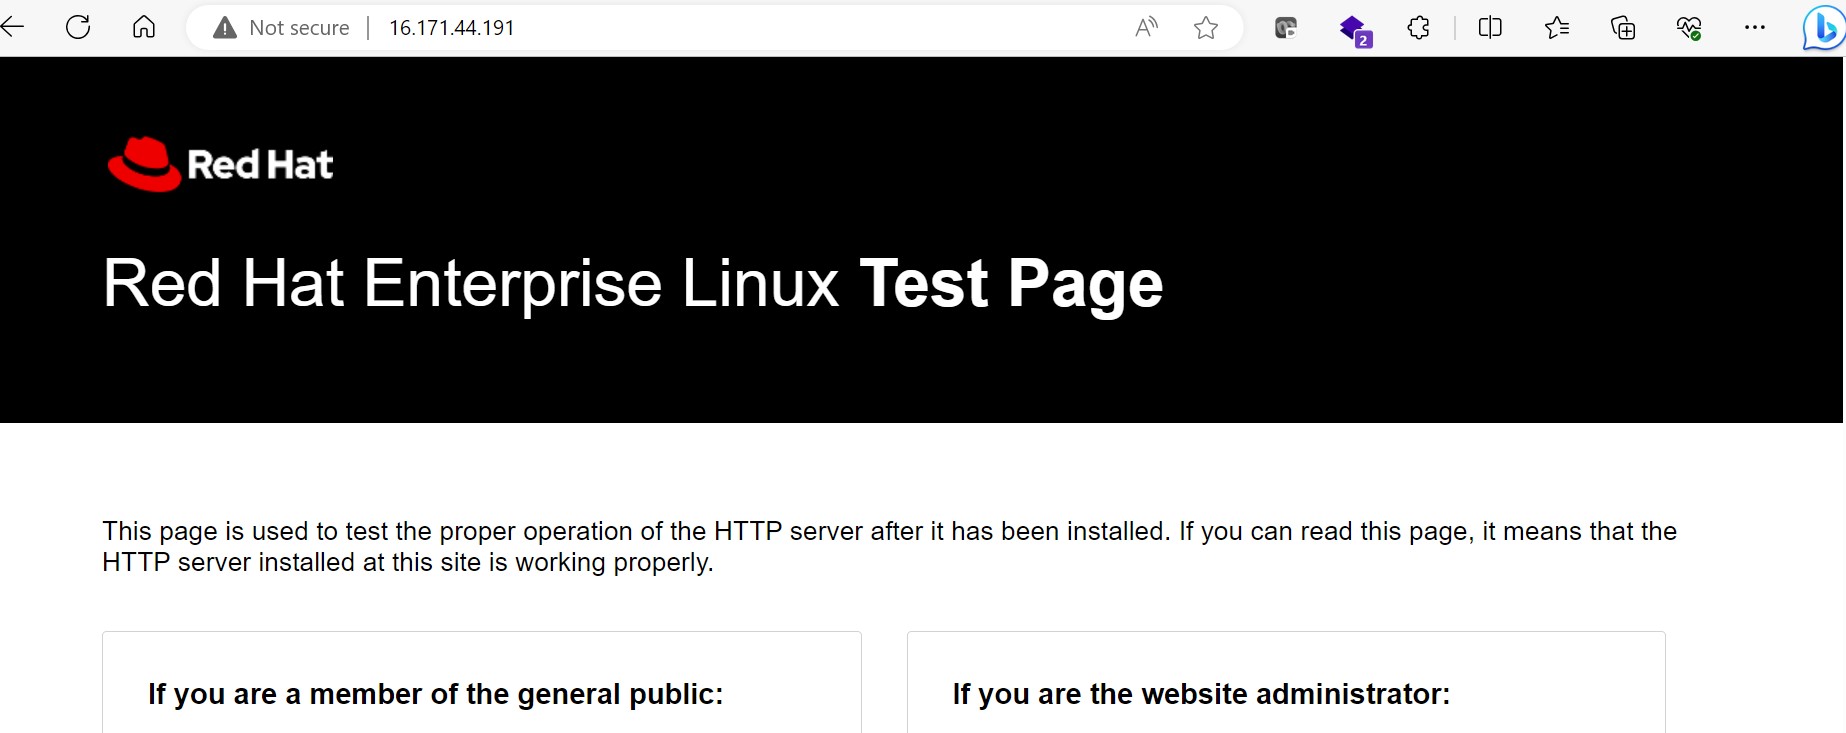 Not secure | 16.171.44.191
2
Red Hat
Red Hat Enterprise Linux Test Page
This page is used to test the proper operation of the HTTP server after it has been installed. If you can read this page, it means that the
HTTP server installed at this site is working properly.
If you are a member of the general public:
If you are the website administrator: